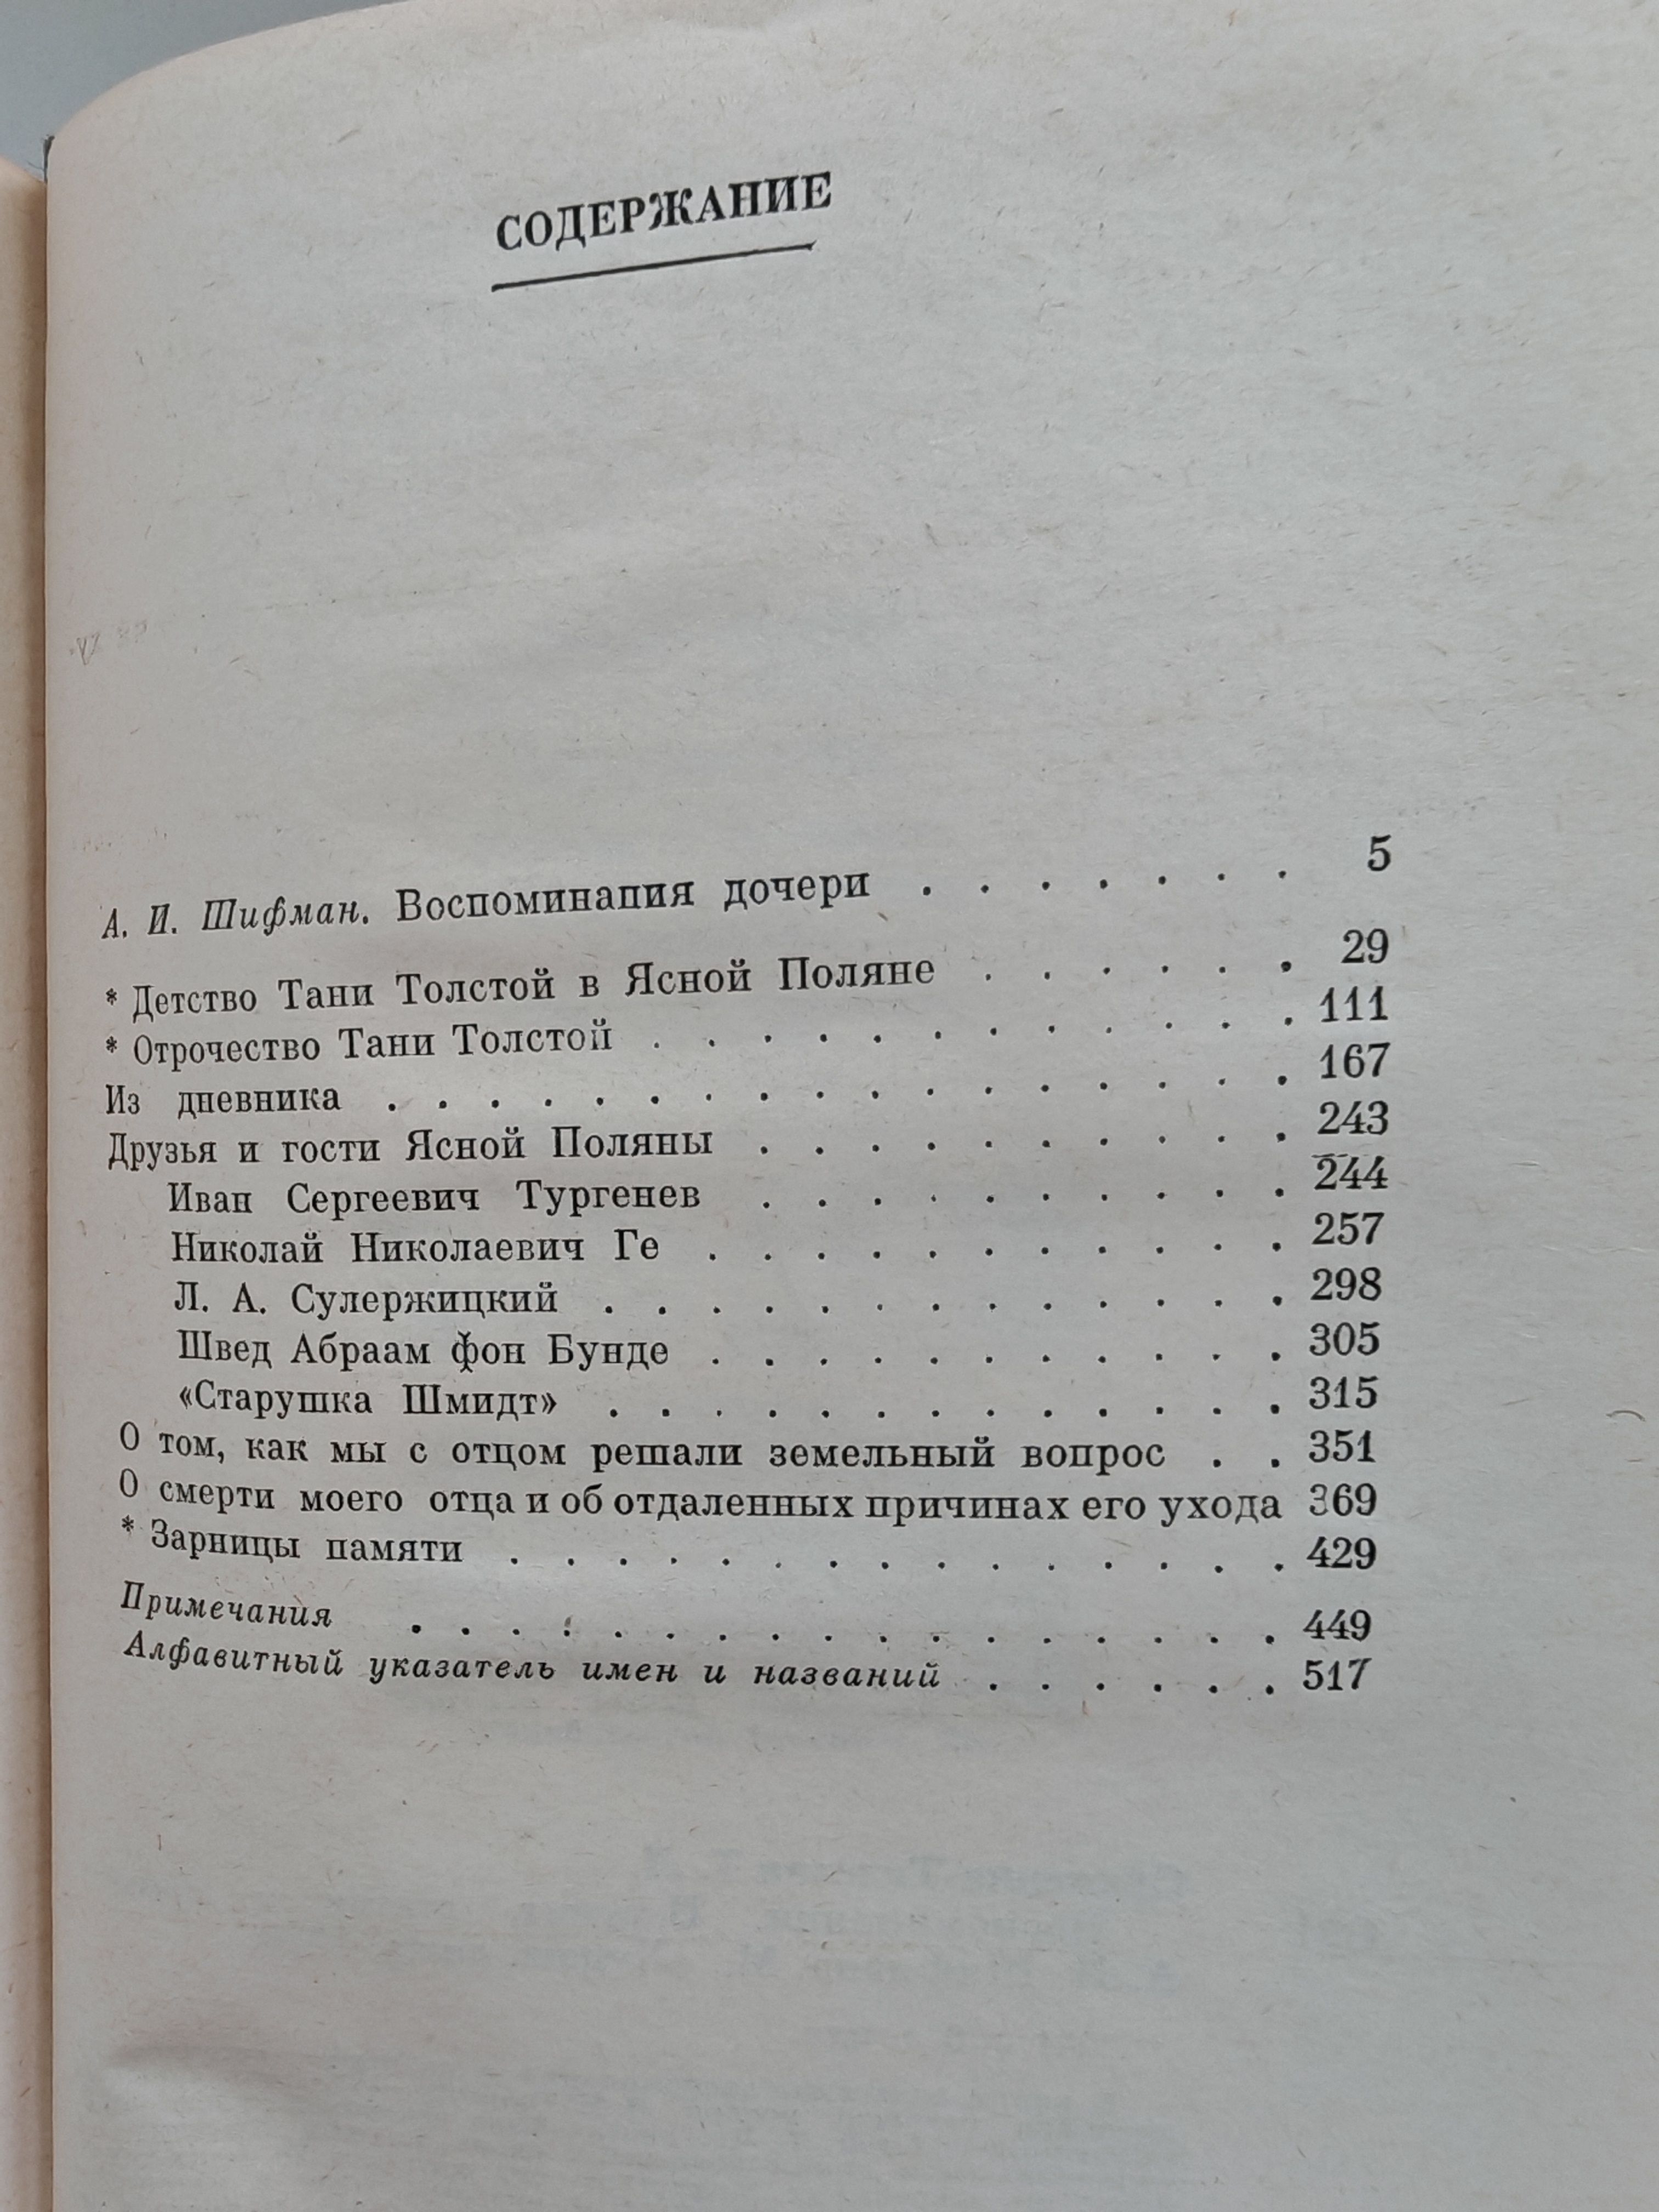 СОДЕРЖАНИЕ
А. И. Шифман. Воспоминания дочери . . . . . . . 5
* Детство Тани Толстой в Ясной Поляне . . . . . . 29
* Отрочество Тани Толстой . . . . . . . . . . . . 111
Из дневника . . . . . . . . . . . . . . . . . 167
Друзья и гости Ясной Поляны . . . . . . . . . . 243
Иван Сергеевич Тургенев . . . . . . . . . . 244
Николай Николаевич Ге . . . . . . . . . . . 257
Л. А. Сулержицкий . . . . . . . . . . . . . 298
Швед Абраам фон Бунде . . . . . . . . . . . 305
«Старушка Шмидт» . . . . . . . . . . . . . 315
О том, как мы с отцом решали земельный вопрос . . 351
О смерти моего отца и об отдаленных причинах его ухода 369
* Зарницы памяти . . . . . . . . . . . . . . . 429
Примечания . . . . . . . . . . . . . . . . . 449
Алфавитный указатель имен и названий . . . . . . 517